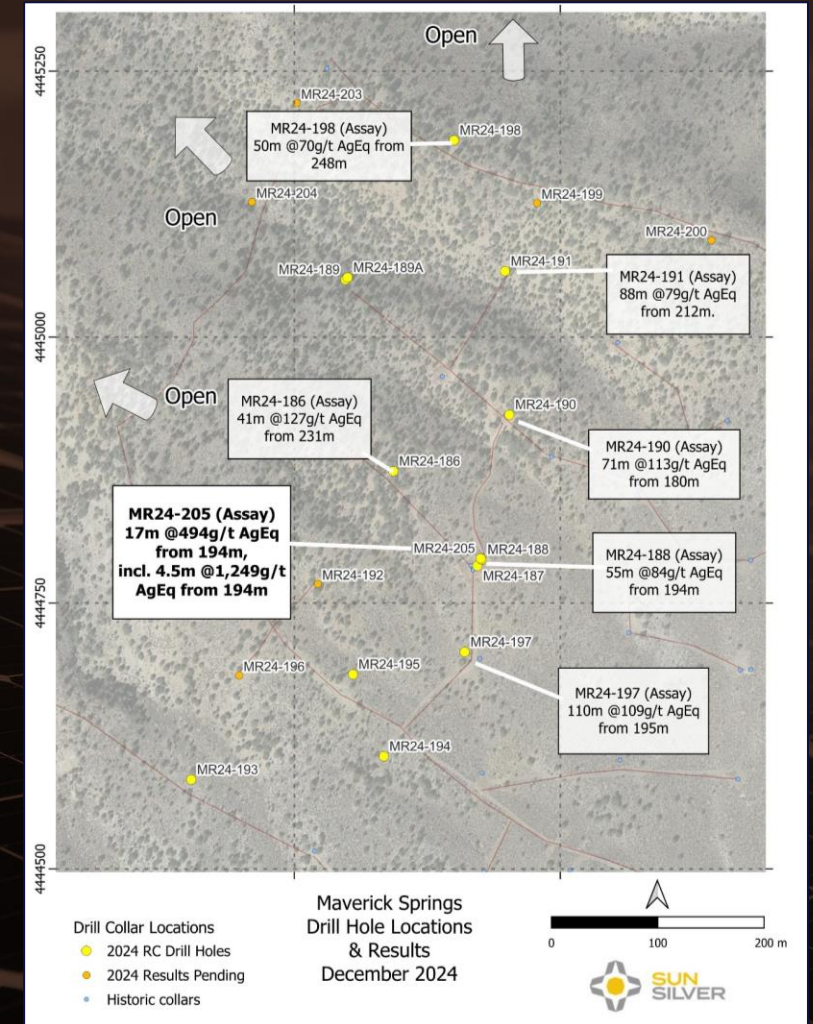 Open
4445250
MR24-203
MR24-198 (Assay)
50m @70g/t AgEq from
248m
MR24-198
MR24-204
MR24-199
Open
MR24-200
MR24-189
MR24-189A
MR24-191
MR24-191 (Assay)
88m @79g/t AgEq
from 212m.
4445000
Open
MR24-186 (Assay)
41m @127g/t AgEq
from 231m
MR24-190
MR24-190 (Assay)
71m @113g/t AgEq
from 180m
MR24-186
MR24-205 (Assay)
17m @494g/t AgEq
from 194m,
incl. 4.5m @1,249g/t
AgEq from 194m
MR24-205
MR24-188
MR24-187
MR24-188 (Assay)
55m @84g/t AgEq
from 194m
MR24-192
4444750
MR24-197
MR24-196
MR24-195
MR24-197 (Assay)
110m @109g/t AgEq
from 195m
MR24-194
MR24-193
4444500
Drill Collar Locations
2024 RC Drill Holes
2024 Results Pending
Historic collars
Maverick Springs
Drill Hole Locations
& Results
December 2024
0 100 200 m
SUN
SILVER